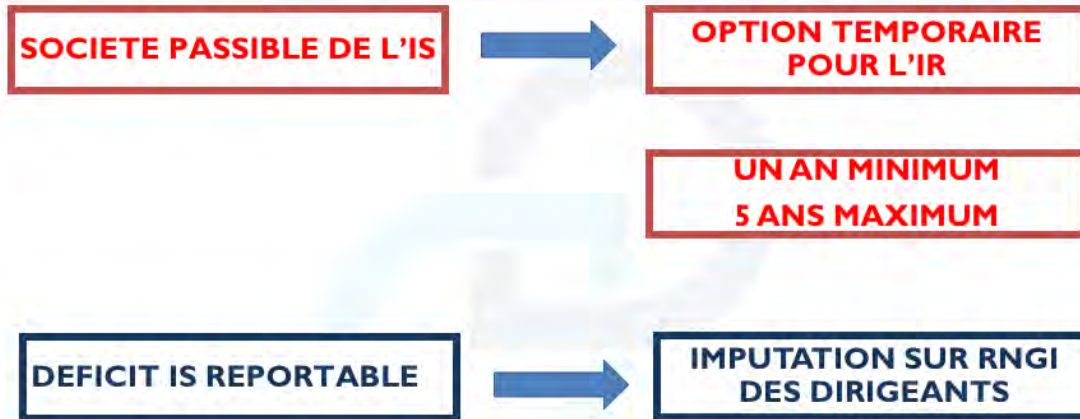 SOCIETE PASSIBLE DE L'IS
OPTION TEMPORAIRE
POUR L'IR
UN AN MINIMUM
5 ANS MAXIMUM
DEFICIT IS REPORTABLE
IMPUTATION SUR RNGI
DES DIRIGEANTS